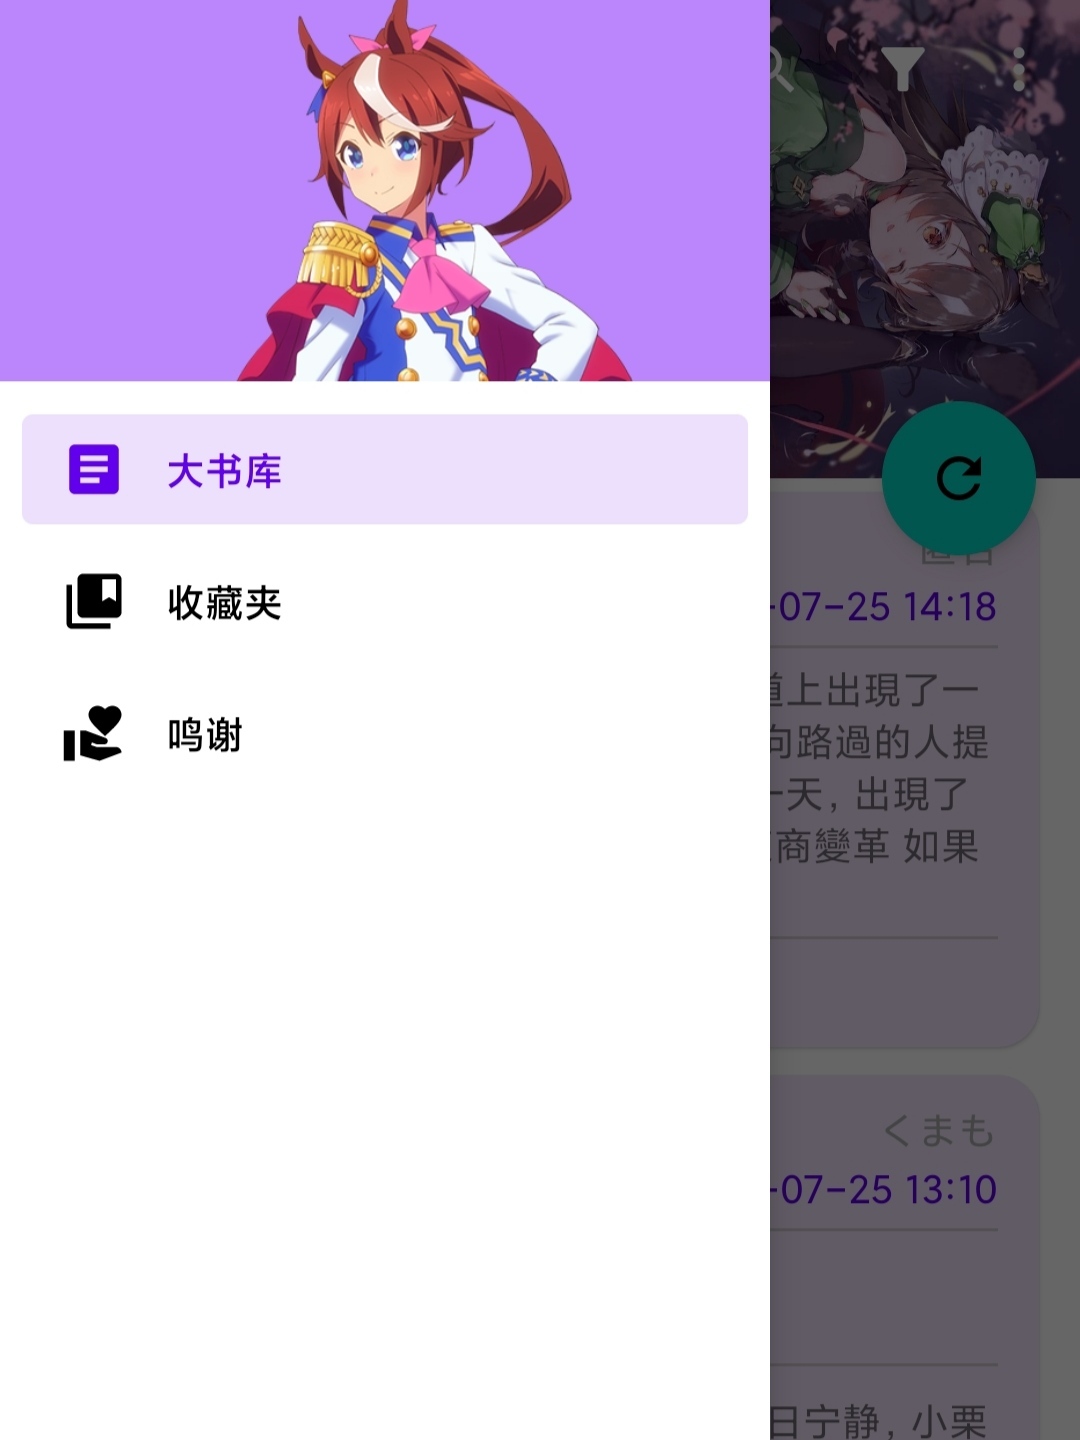 大书库
收藏夹
鸣谢
-07-25 14:18
道上出現了一
向路過的人提
一天，出現了
商變革 如果
くまも
-07-25 13:10
日宁静，小栗